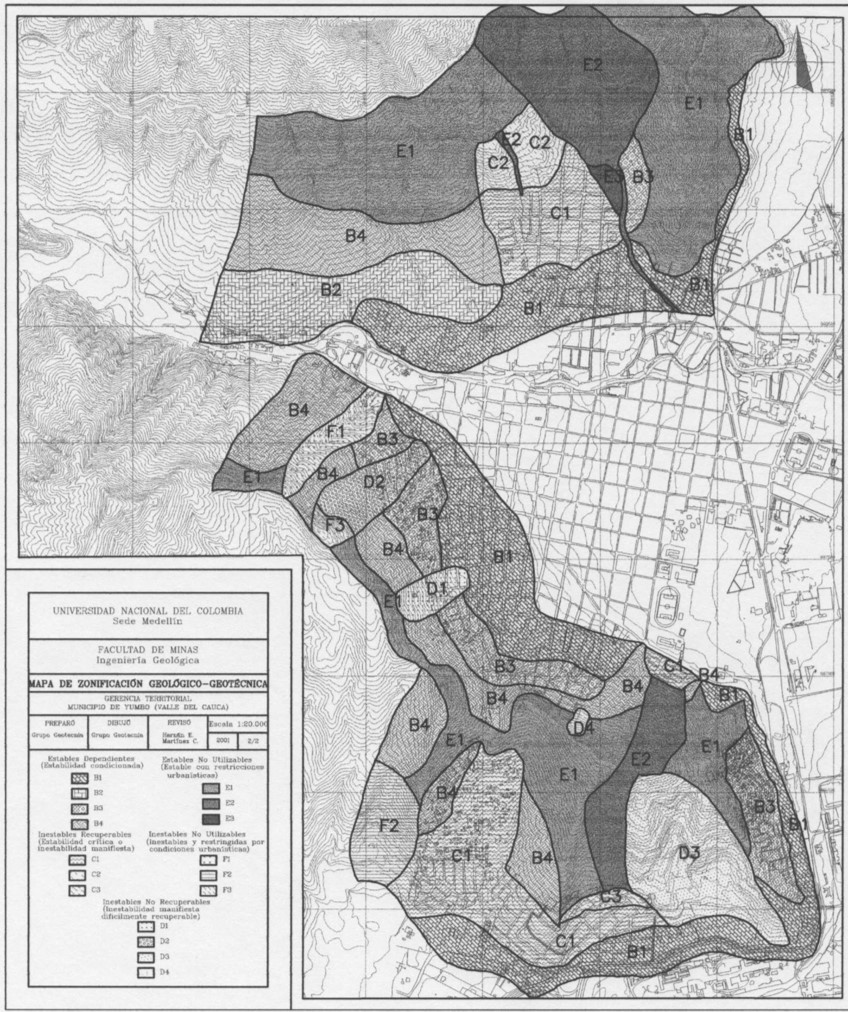 E2
E1
B1
E2
C2
C2
E1
E3
B3
C1
B4
B2
B1
B1
B4
F1
B3
E1
B4
D2
F3
B3
B4
B1
E1
D1
B3
C1
B4
B4
B4
B1
B4
D4
E1
E2
E1
E1
B4
B3
B1
F2
C1
D3
B4
C3
C1
B1
UNIVERSIDAD NACIONAL DEL COLOMBIA
Sede Medellin
FACULTAD DE MINAS
Ingeniería Geológica
MAPA DE ZONIFICACIÓN GEOLÓGICO-GEOTÉCNICA
GERENCIA TERRITORIAL
MUNICIPIO DE YUMBO (VALLE DEL CAUCA)
PREPARÓ DIBUJÓ REVISÓ Escala 1:20.000
Grupo Geotecnia Grupo Geotecnia Hernán E. Martínez C. 2001 2/2
Estables Dependientes
(Estabilidad condicionada)
B1
B2
B3
B4
Estables No Utilizables
(Estable con restricciones
urbanísticas)
E1
E2
E3
Inestables Recuperables
(Estabilidad crítica o
inestabilidad manifiesta)
C1
C2
C3
Inestables No Utilizables
(Inestables y restringidas por
condiciones urbanísticas)
F1
F2
F3
Inestables No Recuperables
(Inestabilidad manifiesta
dificilmente recuperable)
D1
D2
D3
D4